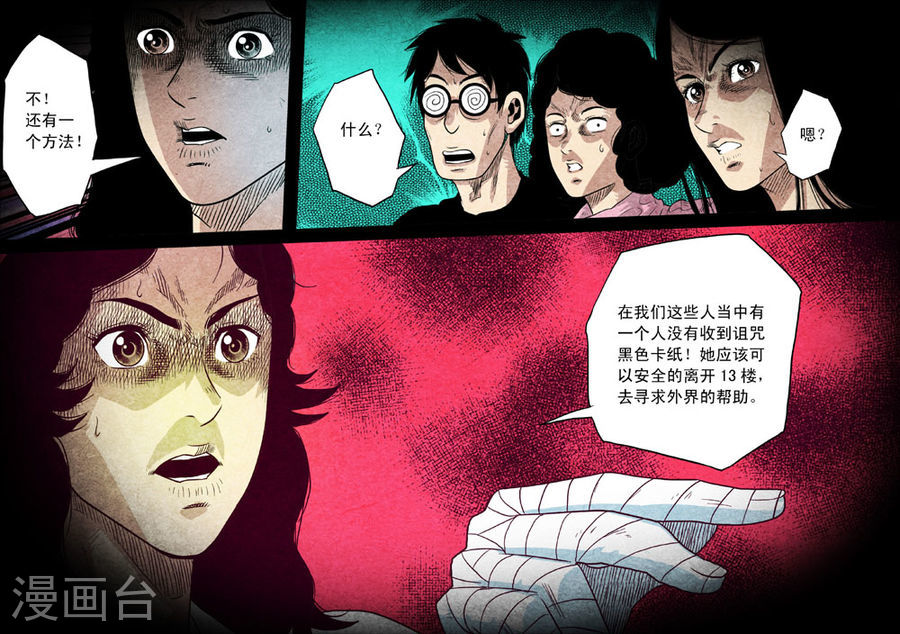 不！
还有一
个方法！
什么？
嗯？
在我们这些人当中有
一个人没有收到诅咒
黑色卡纸！她应该可
以安全的离开13楼，
去寻求外界的帮助。
漫画台